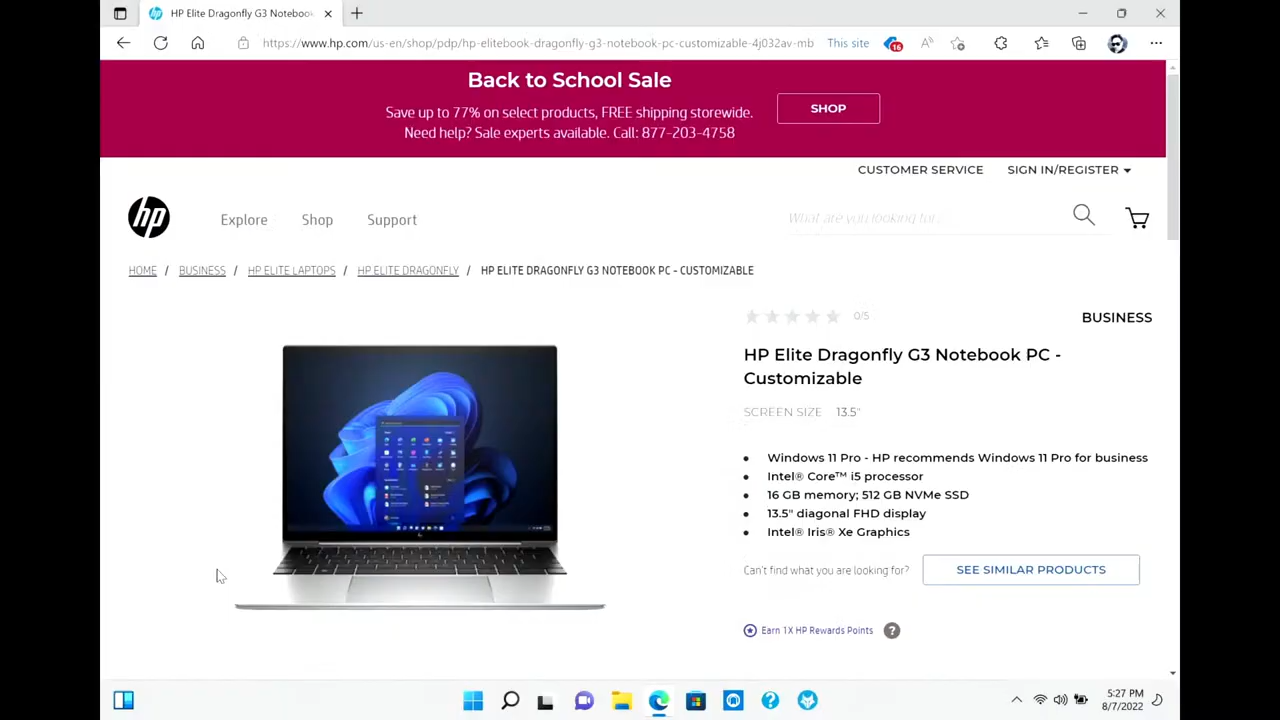 HP Elite Dragonfly G3 Notebook
https://www.hp.com/us-en/shop/pdp/hp-elitebook-dragonfly-g3-notebook-pc-customizable-4j032av-mb
This site
16
Back to School Sale
Save up to 77% on select products, FREE shipping storewide.
Need help? Sale experts available. Call: 877-203-4758
SHOP
CUSTOMER SERVICE
SIGN IN/REGISTER
hp
Explore
Shop
Support
What are you looking for
HOME / BUSINESS / HP ELITE LAPTOPS / HP ELITE DRAGONFLY / HP ELITE DRAGONFLY G3 NOTEBOOK PC - CUSTOMIZABLE
0/5
BUSINESS
HP Elite Dragonfly G3 Notebook PC -
Customizable
SCREEN SIZE 13.5"
• Windows 11 Pro - HP recommends Windows 11 Pro for business
• Intel® Core™ i5 processor
• 16 GB memory; 512 GB NVMe SSD
• 13.5" diagonal FHD display
• Intel® Iris® Xe Graphics
Can't find what you are looking for?
SEE SIMILAR PRODUCTS
Earn 1X HP Rewards Points
?
5:27 PM
8/7/2022